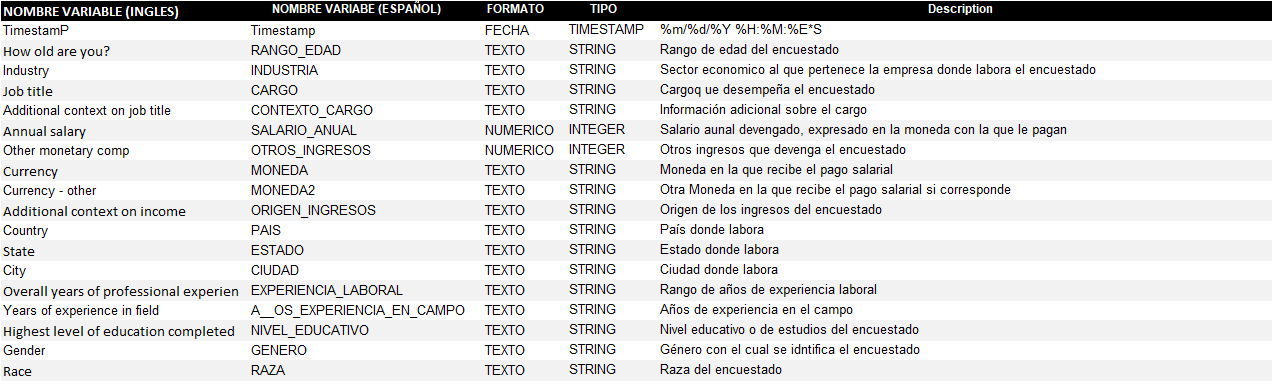 NOMBRE VARIABLE (INGLES) NOMBRE VARIABE (ESPAÑOL) FORMATO TIPO Description
TimestamP Timestamp FECHA TIMESTAMP %m/%d/%Y %H:%M:%E*S
How old are you? RANGO_EDAD TEXTO STRING Rango de edad del encuestado
Industry INDUSTRIA TEXTO STRING Sector economico al que pertenece la empresa donde labora el encuestado
Job title CARGO TEXTO STRING Cargoq ue desempeña el encuestado
Additional context on job title CONTEXTO_CARGO TEXTO STRING Información adicional sobre el cargo
Annual salary SALARIO_ANUAL NUMERICO INTEGER Salario aunal devengado, expresado en la moneda con la que le pagan
Other monetary comp OTROS_INGRESOS NUMERICO INTEGER Otros ingresos que devenga el encuestado
Currency MONEDA TEXTO STRING Moneda en la que recibe el pago salarial
Currency - other MONEDA2 TEXTO STRING Otra Moneda en la que recibe el pago salarial si corresponde
Additional context on income ORIGEN_INGRESOS TEXTO STRING Origen de los ingresos del encuestado
Country PAIS TEXTO STRING País donde labora
State ESTADO TEXTO STRING Estado donde labora
City CIUDAD TEXTO STRING Ciudad donde labora
Overall years of professional experien EXPERIENCIA_LABORAL TEXTO STRING Rango de años de experiencia laboral
Years of experience in field A__OS_EXPERIENCIA_EN_CAMPO TEXTO STRING Años de experiencia en el campo
Highest level of education completed NIVEL_EDUCATIVO TEXTO STRING Nivel educativo o de estudios del encuestado
Gender GENERO TEXTO STRING Género con el cual se idntifica el encuestado
Race RAZA TEXTO STRING Raza del encuestado